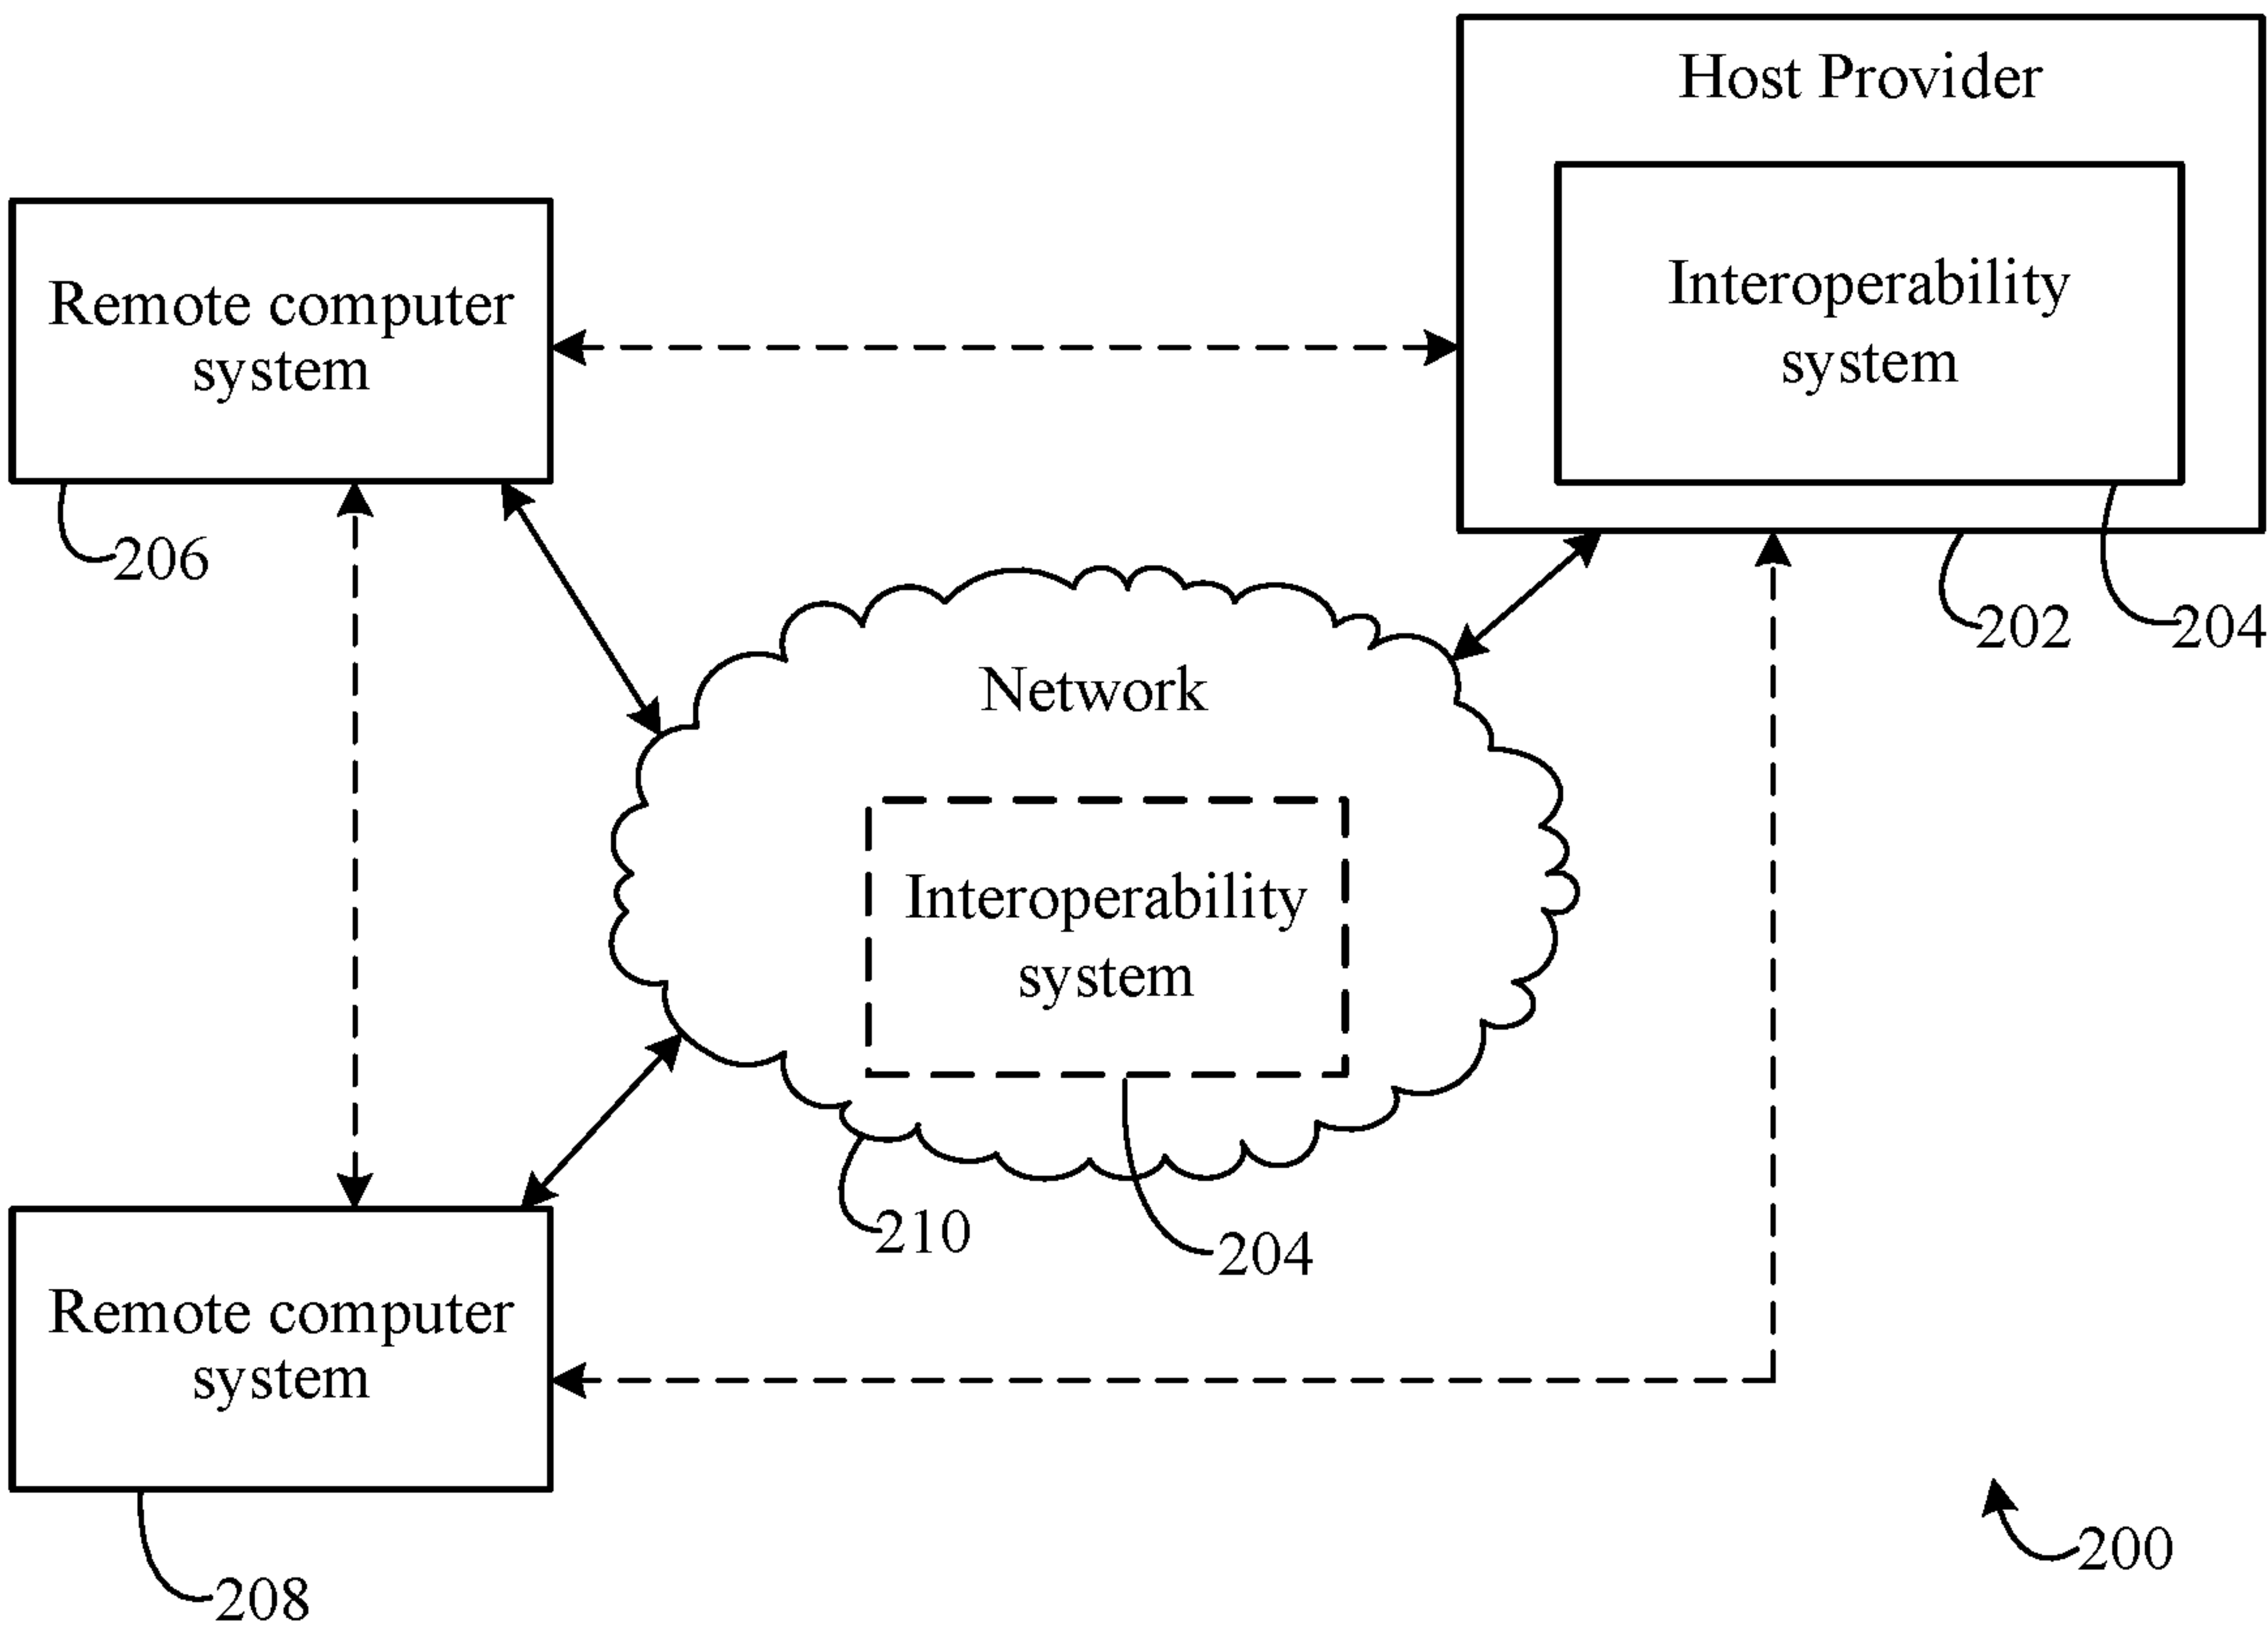 Host Provider
Interoperability
system
Remote computer
system
206
202
204
Network
Interoperability
system
210
204
Remote computer
system
208
200